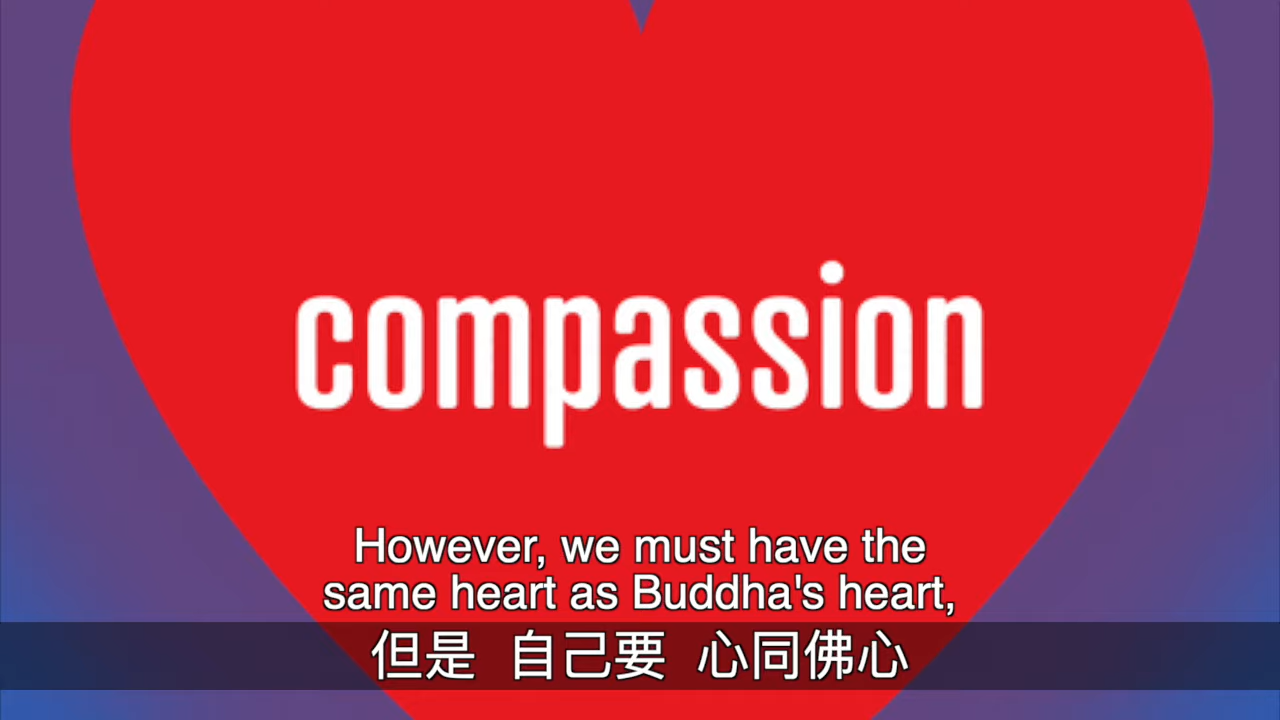 compassion
However, we must have the
same heart as Buddha's heart,
但是 自己要 心同佛心